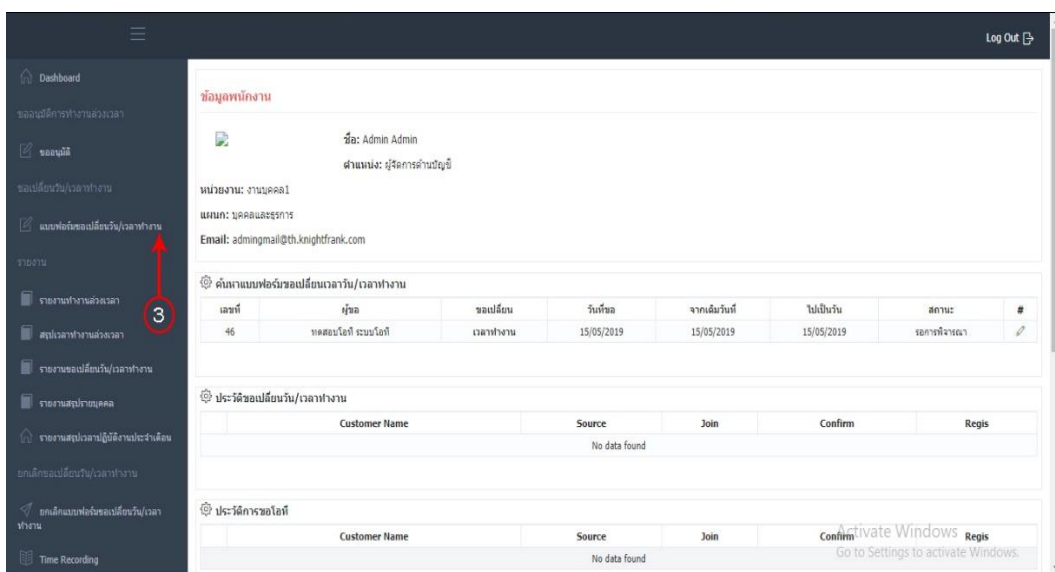 Log Out
Dashboard
ขออนุมัติการทำงานล่วงเวลา
ขออนุมัติ
ขอเปลี่ยนวัน/เวลาทำงาน
แบบฟอร์มขอเปลี่ยนวัน/เวลาทำงาน
รายงาน
รายงานทำงานล่วงเวลา
สรุปเวลาทำงานล่วงเวลา
รายงานขอเปลี่ยนวัน/เวลาทำงาน
รายงานสรุปรายบุคคล
รายงานสรุปเวลาปฏิบัติงานประจำเดือน
ยกเลิกขอเปลี่ยนวัน/เวลาทำงาน
ยกเลิกแบบฟอร์มขอเปลี่ยนวัน/เวลา
ทำงาน
Time Recording
3
ข้อมูลพนักงาน
ชื่อ: Admin Admin
ตำแหน่ง: ผู้จัดการด้านบัญชี
หน่วยงาน: งานบุคคล1
แผนก: บุคคลและธุรการ
Email: admingmail@th.knightfrank.com
ค้นหาแบบฟอร์มขอเปลี่ยนเวลาวัน/เวลาทำงาน
เลขที่ ผู้ขอ ขอเปลี่ยน วันที่ขอ จากเดิมวันที่ ไปเป็นวัน สถานะ #
46 ทดสอบโอที ระบบโอที เวลาทำงาน 15/05/2019 15/05/2019 15/05/2019 รอการพิจารณา
ประวัติขอเปลี่ยนวัน/เวลาทำงาน
Customer Name Source Join Confirm Regis
No data found
ประวัติการขอโอที
Customer Name Source Join Confirm Regis
No data found
Activate Windows
Go to Settings to activate Windows.